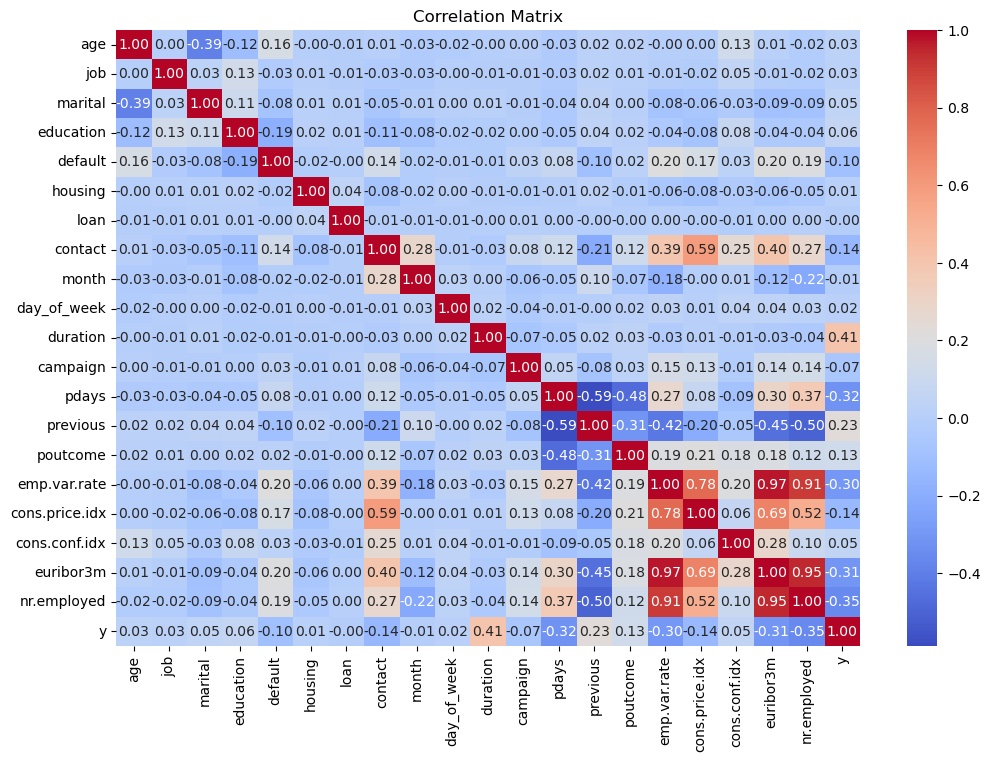 Correlation Matrix
age 1.00 0.00 -0.39 -0.12 0.16 -0.00 -0.01 0.01 -0.03 -0.02 -0.00 0.00 -0.03 0.02 0.02 -0.00 0.00 0.13 0.01 -0.02 0.03 1.0
job 0.00 1.00 0.03 0.13 -0.03 0.01 -0.01 -0.03 -0.03 -0.01 -0.01 -0.01 -0.03 0.02 0.01 -0.01 -0.02 0.05 -0.01 -0.02 0.03
marital -0.39 0.03 1.00 0.11 -0.08 0.01 0.01 -0.05 -0.01 0.00 0.01 -0.01 -0.04 0.04 0.00 -0.08 -0.06 -0.03 -0.09 -0.09 0.05 0.8
education -0.12 0.13 0.11 1.00 -0.19 0.02 0.01 -0.11 -0.08 -0.02 -0.02 0.00 -0.05 0.04 0.02 -0.04 -0.08 0.08 -0.04 -0.04 0.06
default 0.16 -0.03 -0.08 -0.19 1.00 -0.02 -0.00 0.14 -0.02 -0.01 -0.01 0.03 0.08 -0.10 0.02 0.20 0.17 0.03 0.20 0.19 -0.10
housing -0.00 0.01 0.01 0.02 -0.02 1.00 0.04 -0.08 -0.02 0.00 -0.01 -0.01 -0.01 0.02 -0.01 -0.06 -0.08 -0.03 -0.06 -0.05 0.01 0.6
loan -0.01 -0.01 0.01 0.01 -0.00 0.04 1.00 -0.01 -0.01 -0.01 -0.00 0.01 0.00 -0.00 -0.00 0.00 -0.00 -0.01 0.00 0.00 -0.00
contact 0.01 -0.03 -0.05 -0.11 0.14 -0.08 -0.01 1.00 0.28 -0.01 -0.03 0.08 0.12 -0.21 0.12 0.39 0.59 0.25 0.40 0.27 -0.14 0.4
month -0.03 -0.03 -0.01 -0.08 -0.02 -0.02 -0.01 0.28 1.00 0.03 0.00 -0.06 -0.05 0.10 -0.07 -0.18 -0.00 0.01 -0.12 -0.22 -0.01
day_of_week -0.02 -0.01 0.00 -0.02 -0.01 0.00 -0.01 -0.01 0.03 1.00 0.02 -0.04 -0.01 -0.00 0.02 0.03 0.01 0.04 0.04 0.03 0.02
duration -0.00 -0.01 0.01 -0.02 -0.01 -0.01 -0.00 -0.03 0.00 0.02 1.00 -0.07 -0.05 0.02 0.03 -0.03 0.01 -0.01 -0.03 -0.04 0.41 0.2
campaign 0.00 -0.01 -0.01 0.00 0.03 -0.01 0.01 0.08 -0.06 -0.04 -0.07 1.00 0.05 -0.08 0.03 0.15 0.13 -0.01 0.14 0.14 -0.07
pdays -0.03 -0.03 -0.04 -0.05 0.08 -0.01 0.00 0.12 -0.05 -0.01 -0.05 0.05 1.00 -0.59 -0.48 0.27 0.08 -0.09 0.30 0.37 -0.32
previous 0.02 0.02 0.04 0.04 -0.10 0.02 -0.00 -0.21 0.10 -0.00 0.02 -0.08 -0.59 1.00 -0.31 -0.42 -0.20 -0.05 -0.45 -0.50 0.23 0.0
poutcome 0.02 0.01 0.00 0.02 0.02 -0.01 -0.00 0.12 -0.07 0.02 0.03 0.03 -0.48 -0.31 1.00 0.19 0.21 0.18 0.18 0.12 0.13
emp.var.rate -0.00 -0.01 -0.08 -0.04 0.20 -0.06 0.00 0.39 -0.18 0.03 -0.03 0.15 0.27 -0.42 0.19 1.00 0.78 0.20 0.97 0.91 -0.30 −0.2
cons.price.idx 0.00 -0.02 -0.06 -0.08 0.17 -0.08 -0.00 0.59 -0.00 0.01 0.01 0.13 0.08 -0.20 0.21 0.78 1.00 0.06 0.69 0.52 -0.14
cons.conf.idx 0.13 0.05 -0.03 0.08 0.03 -0.03 -0.01 0.25 0.01 0.04 -0.01 -0.01 -0.09 -0.05 0.18 0.20 0.06 1.00 0.28 0.10 0.05
euribor3m 0.01 -0.01 -0.09 -0.04 0.20 -0.06 0.00 0.40 -0.12 0.04 -0.03 0.14 0.30 -0.45 0.18 0.97 0.69 0.28 1.00 0.95 -0.31 −0.4
nr.employed -0.02 -0.02 -0.09 -0.04 0.19 -0.05 0.00 0.27 -0.22 0.03 -0.04 0.14 0.37 -0.50 0.12 0.91 0.52 0.10 0.95 1.00 -0.35
y 0.03 0.03 0.05 0.06 -0.10 0.01 -0.00 -0.14 -0.01 0.02 0.41 -0.07 -0.32 0.23 0.13 -0.30 -0.14 0.05 -0.31 -0.35 1.00
age job marital education default housing loan contact month day_of_week duration campaign pdays previous poutcome emp.var.rate cons.price.idx cons.conf.idx euribor3m nr.employed y